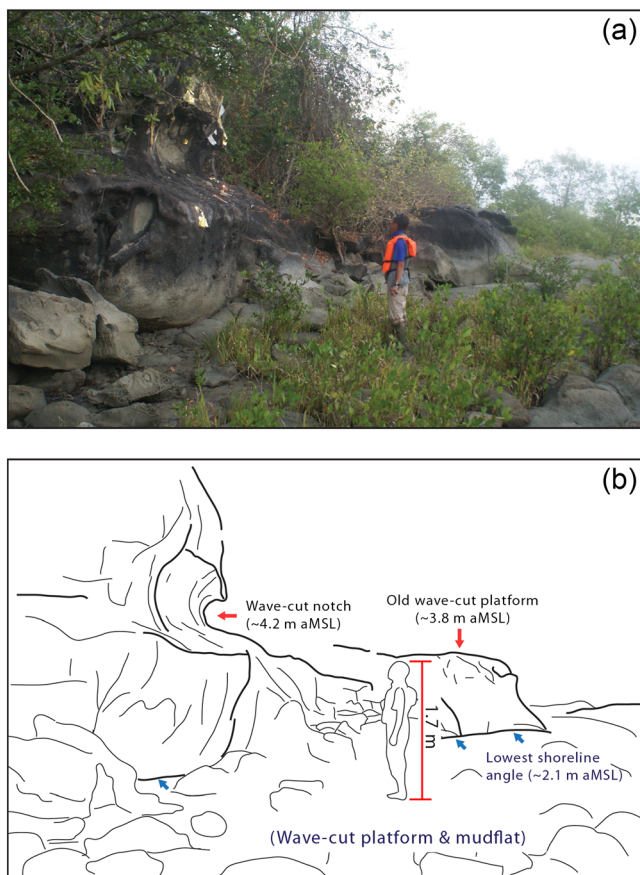 (a)
(b)
Wave-cut notch
(~4.2 m aMSL)
Old wave-cut platform
(~3.8 m aMSL)
1.7 m
Lowest shoreline
angle (~2.1 m aMSL)
(Wave-cut platform & mudflat)